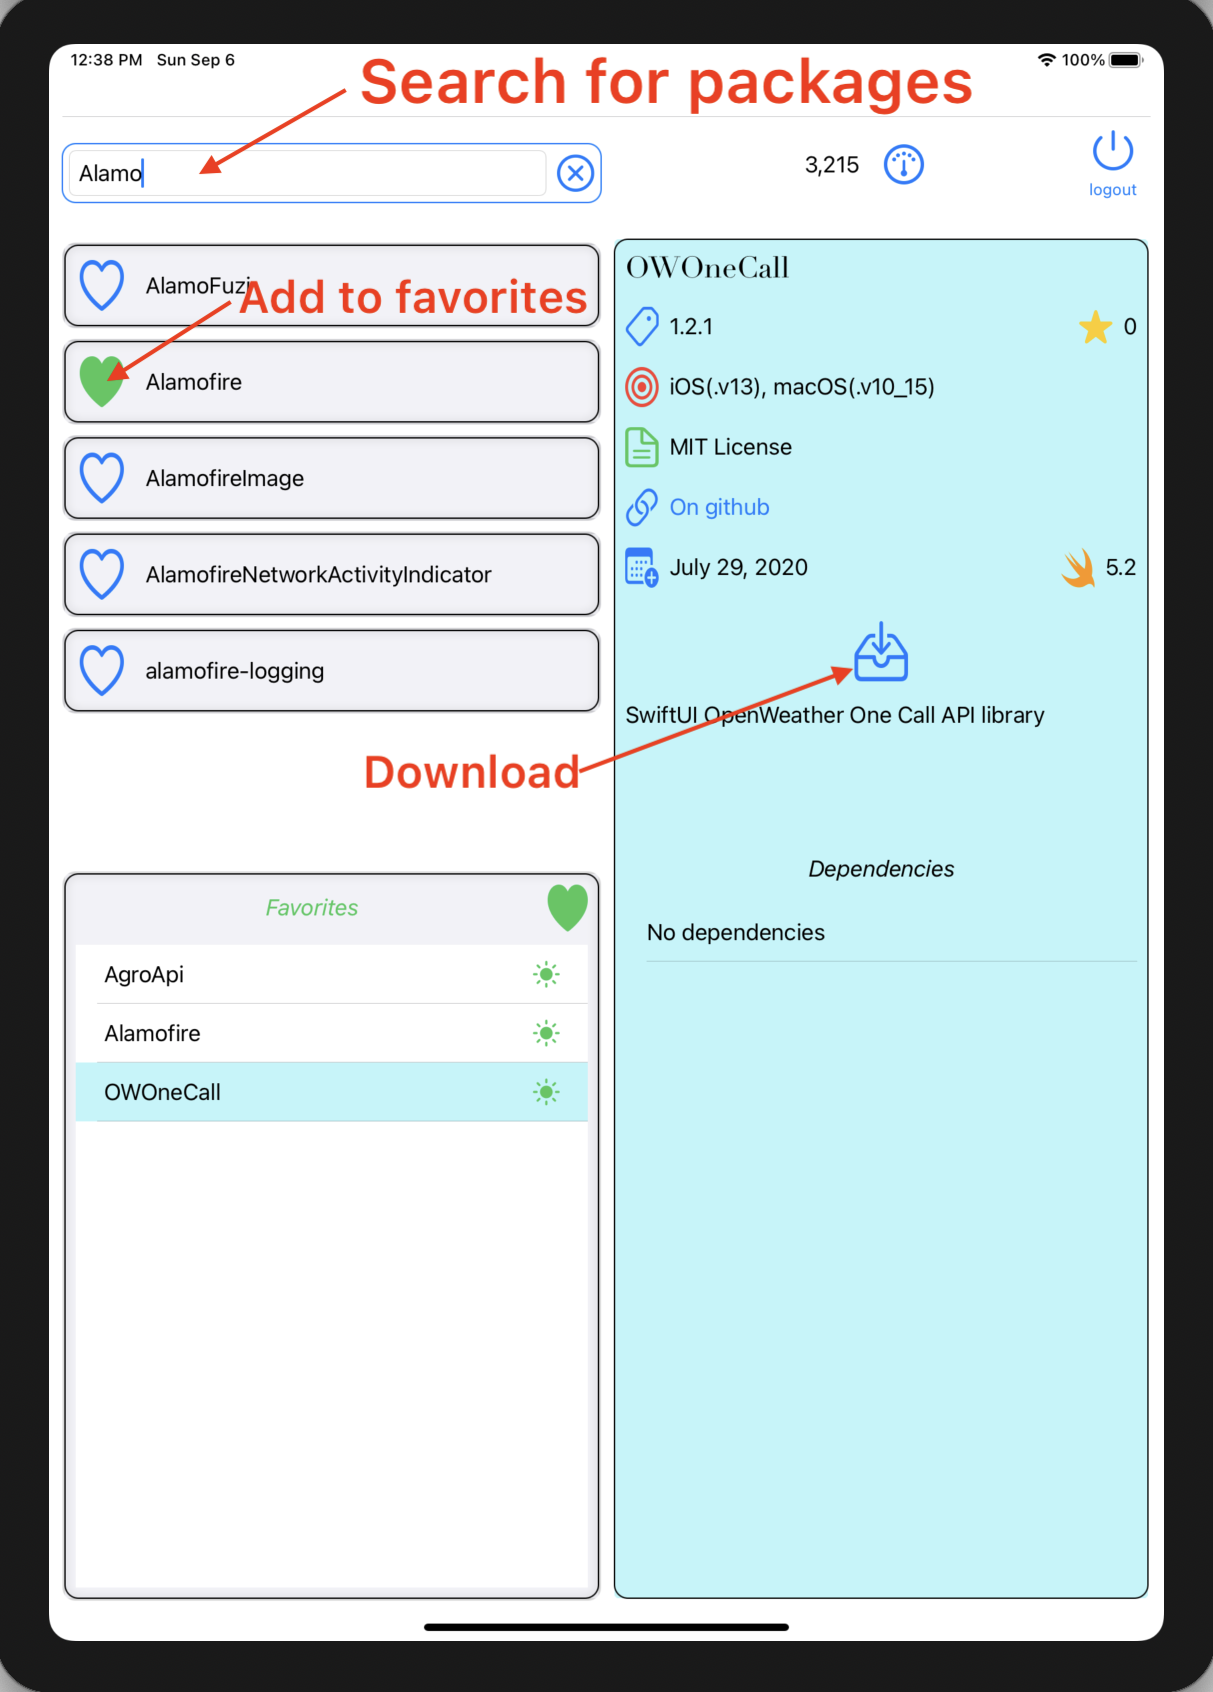 12:38 PM Sun Sep 6
100%
Search for packages
Alamo
3,215
logout
Add to favorites
Alamofire
AlamofireImage
AlamofireNetworkActivityIndicator
alamofire-logging
OWOneCall
1.2.1
0
iOS(.v13), macOS(.v10_15)
MIT License
On github
July 29, 2020
5.2
SwiftUI OpenWeather One Call API library
Download
Dependencies
No dependencies
Favorites
AgroApi
Alamofire
OWOneCall